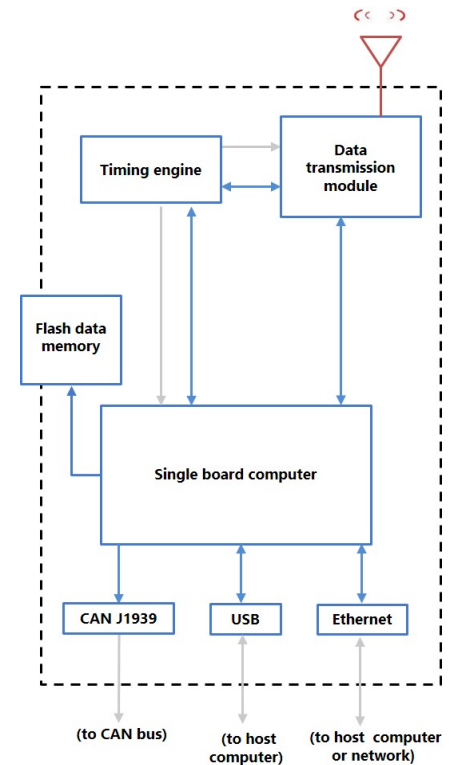 Data
transmission
module
Timing engine
Flash data
memory
Single board computer
CAN J1939
USB
Ethernet
(to CAN bus)
(to host
computer)
(to host computer
or network)